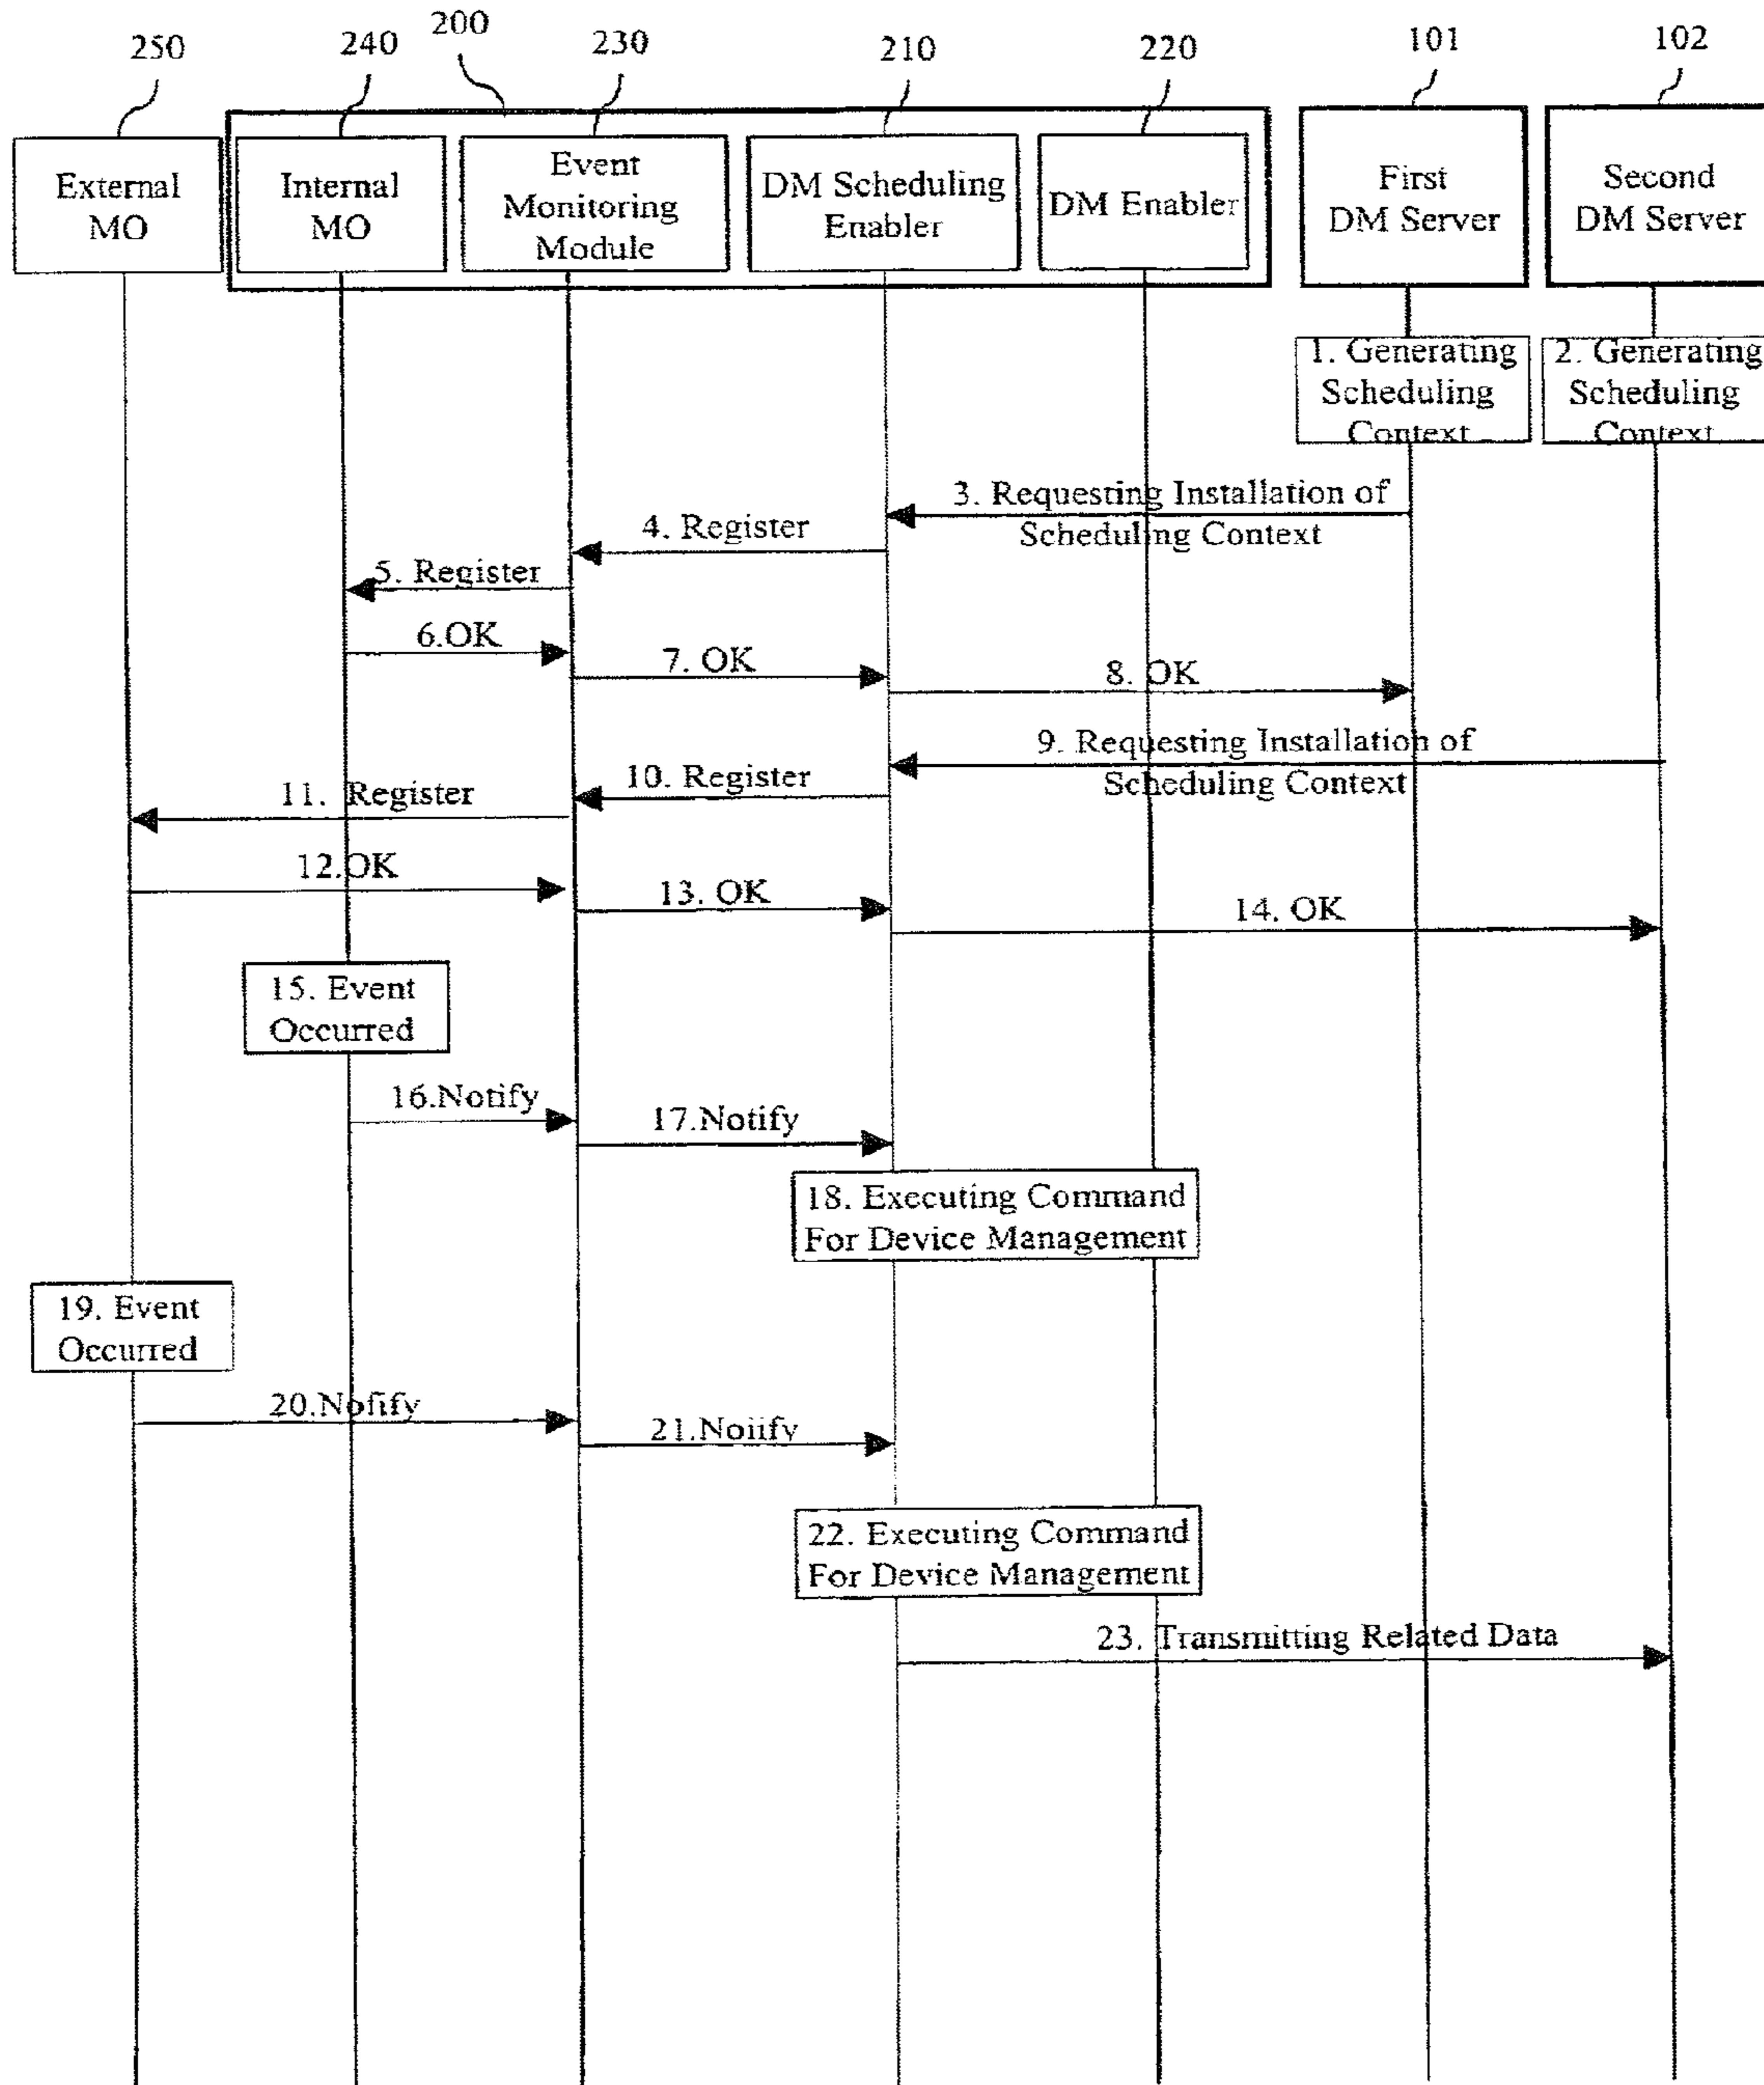 200
250
240
230
210
220
101
102
External
MO
Internal
MO
Event
Monitoring
Module
DM Scheduling
Enabler
DM Enabler
First
DM Server
Second
DM Server
1. Generating
Scheduling
Context
2. Generating
Scheduling
Context
3. Requesting Installation of
Scheduling Context
4. Register
5. Register
6.OK
7. OK
8. OK
9. Requesting Installation of
Scheduling Context
10. Register
11. Register
12.OK
13. OK
14. OK
15. Event
Occurred
16.Notify
17.Notify
18. Executing Command
For Device Management
19. Event
Occurred
20.Notify
21.Notify
22. Executing Command
For Device Management
23. Transmitting Related Data